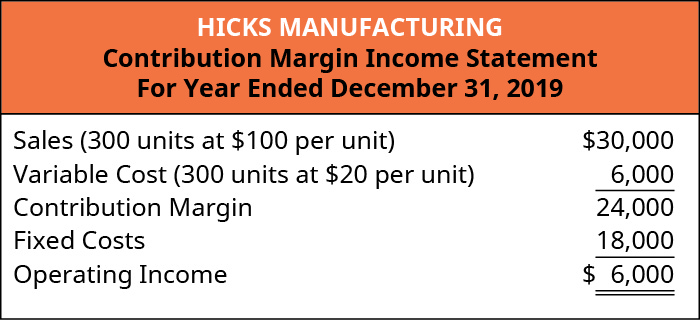 HICKS MANUFACTURING
Contribution Margin Income Statement
For Year Ended December 31, 2019
Sales (300 units at $100 per unit) $30,000
Variable Cost (300 units at $20 per unit) 6,000
Contribution Margin 24,000
Fixed Costs 18,000
Operating Income $ 6,000